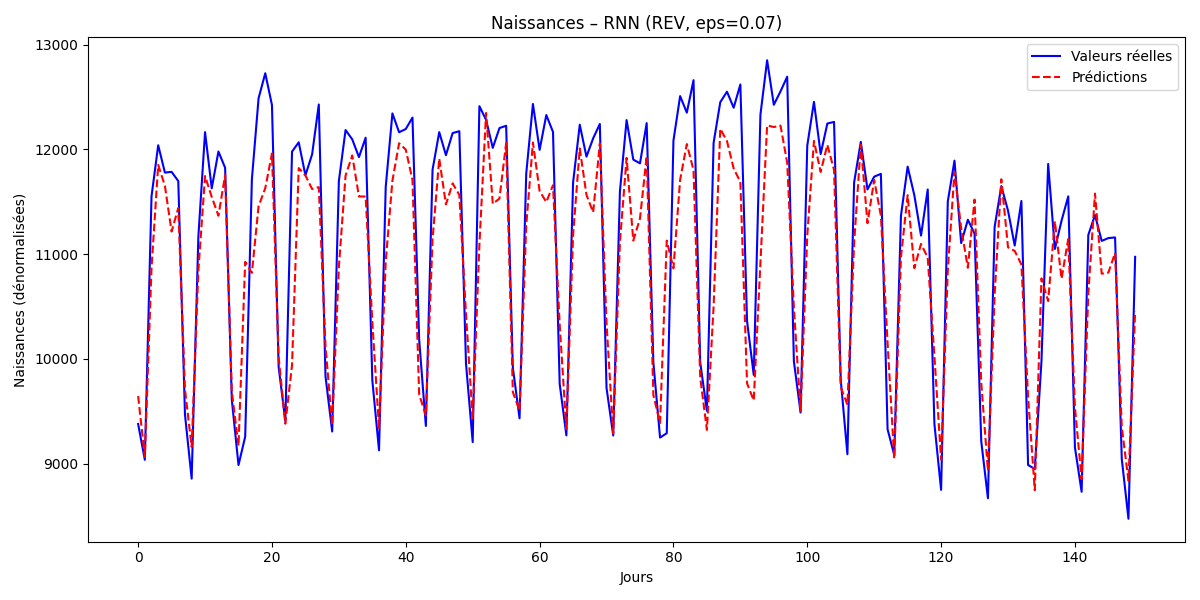 Naissances – RNN (REV, eps=0.07)
Valeurs réelles
Prédictions
13000
12000
11000
10000
9000
Naissances (dénormalisées)
0 20 40 60 80 100 120 140
Jours